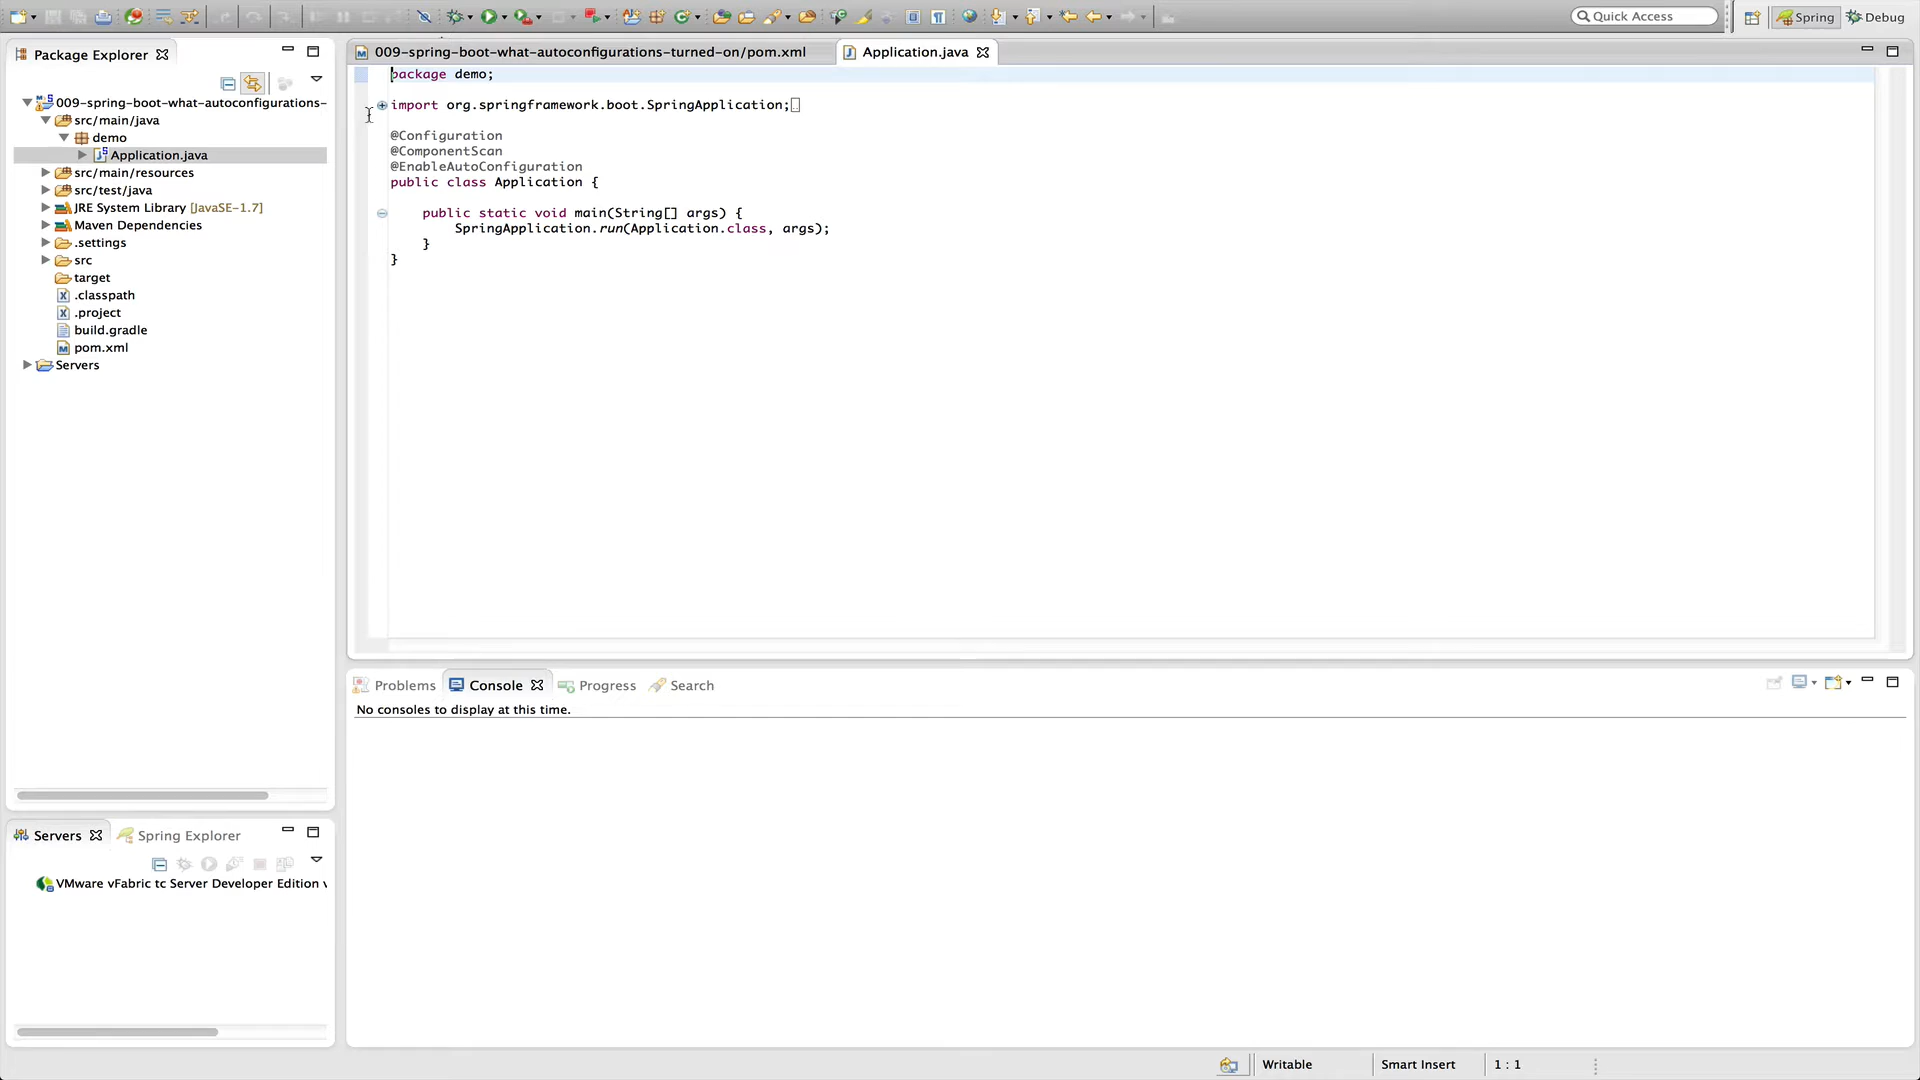 Quick Access
Spring
Debug
Package Explorer
009-spring-boot-what-autoconfigurations-
src/main/java
demo
Application.java
src/main/resources
src/test/java
JRE System Library [JavaSE-1.7]
Maven Dependencies
.settings
src
target
.classpath
.project
build.gradle
pom.xml
Servers
009-spring-boot-what-autoconfigurations-turned-on/pom.xml
Application.java
package demo;
import org.springframework.boot.SpringApplication;
@Configuration
@ComponentScan
@EnableAutoConfiguration
public class Application {
public static void main(String[] args) {
SpringApplication.run(Application.class, args);
}
}
Servers
Spring Explorer
VMware vFabric tc Server Developer Edition v
Problems
Console
Progress
Search
No consoles to display at this time.
Writable
Smart Insert
1 : 1